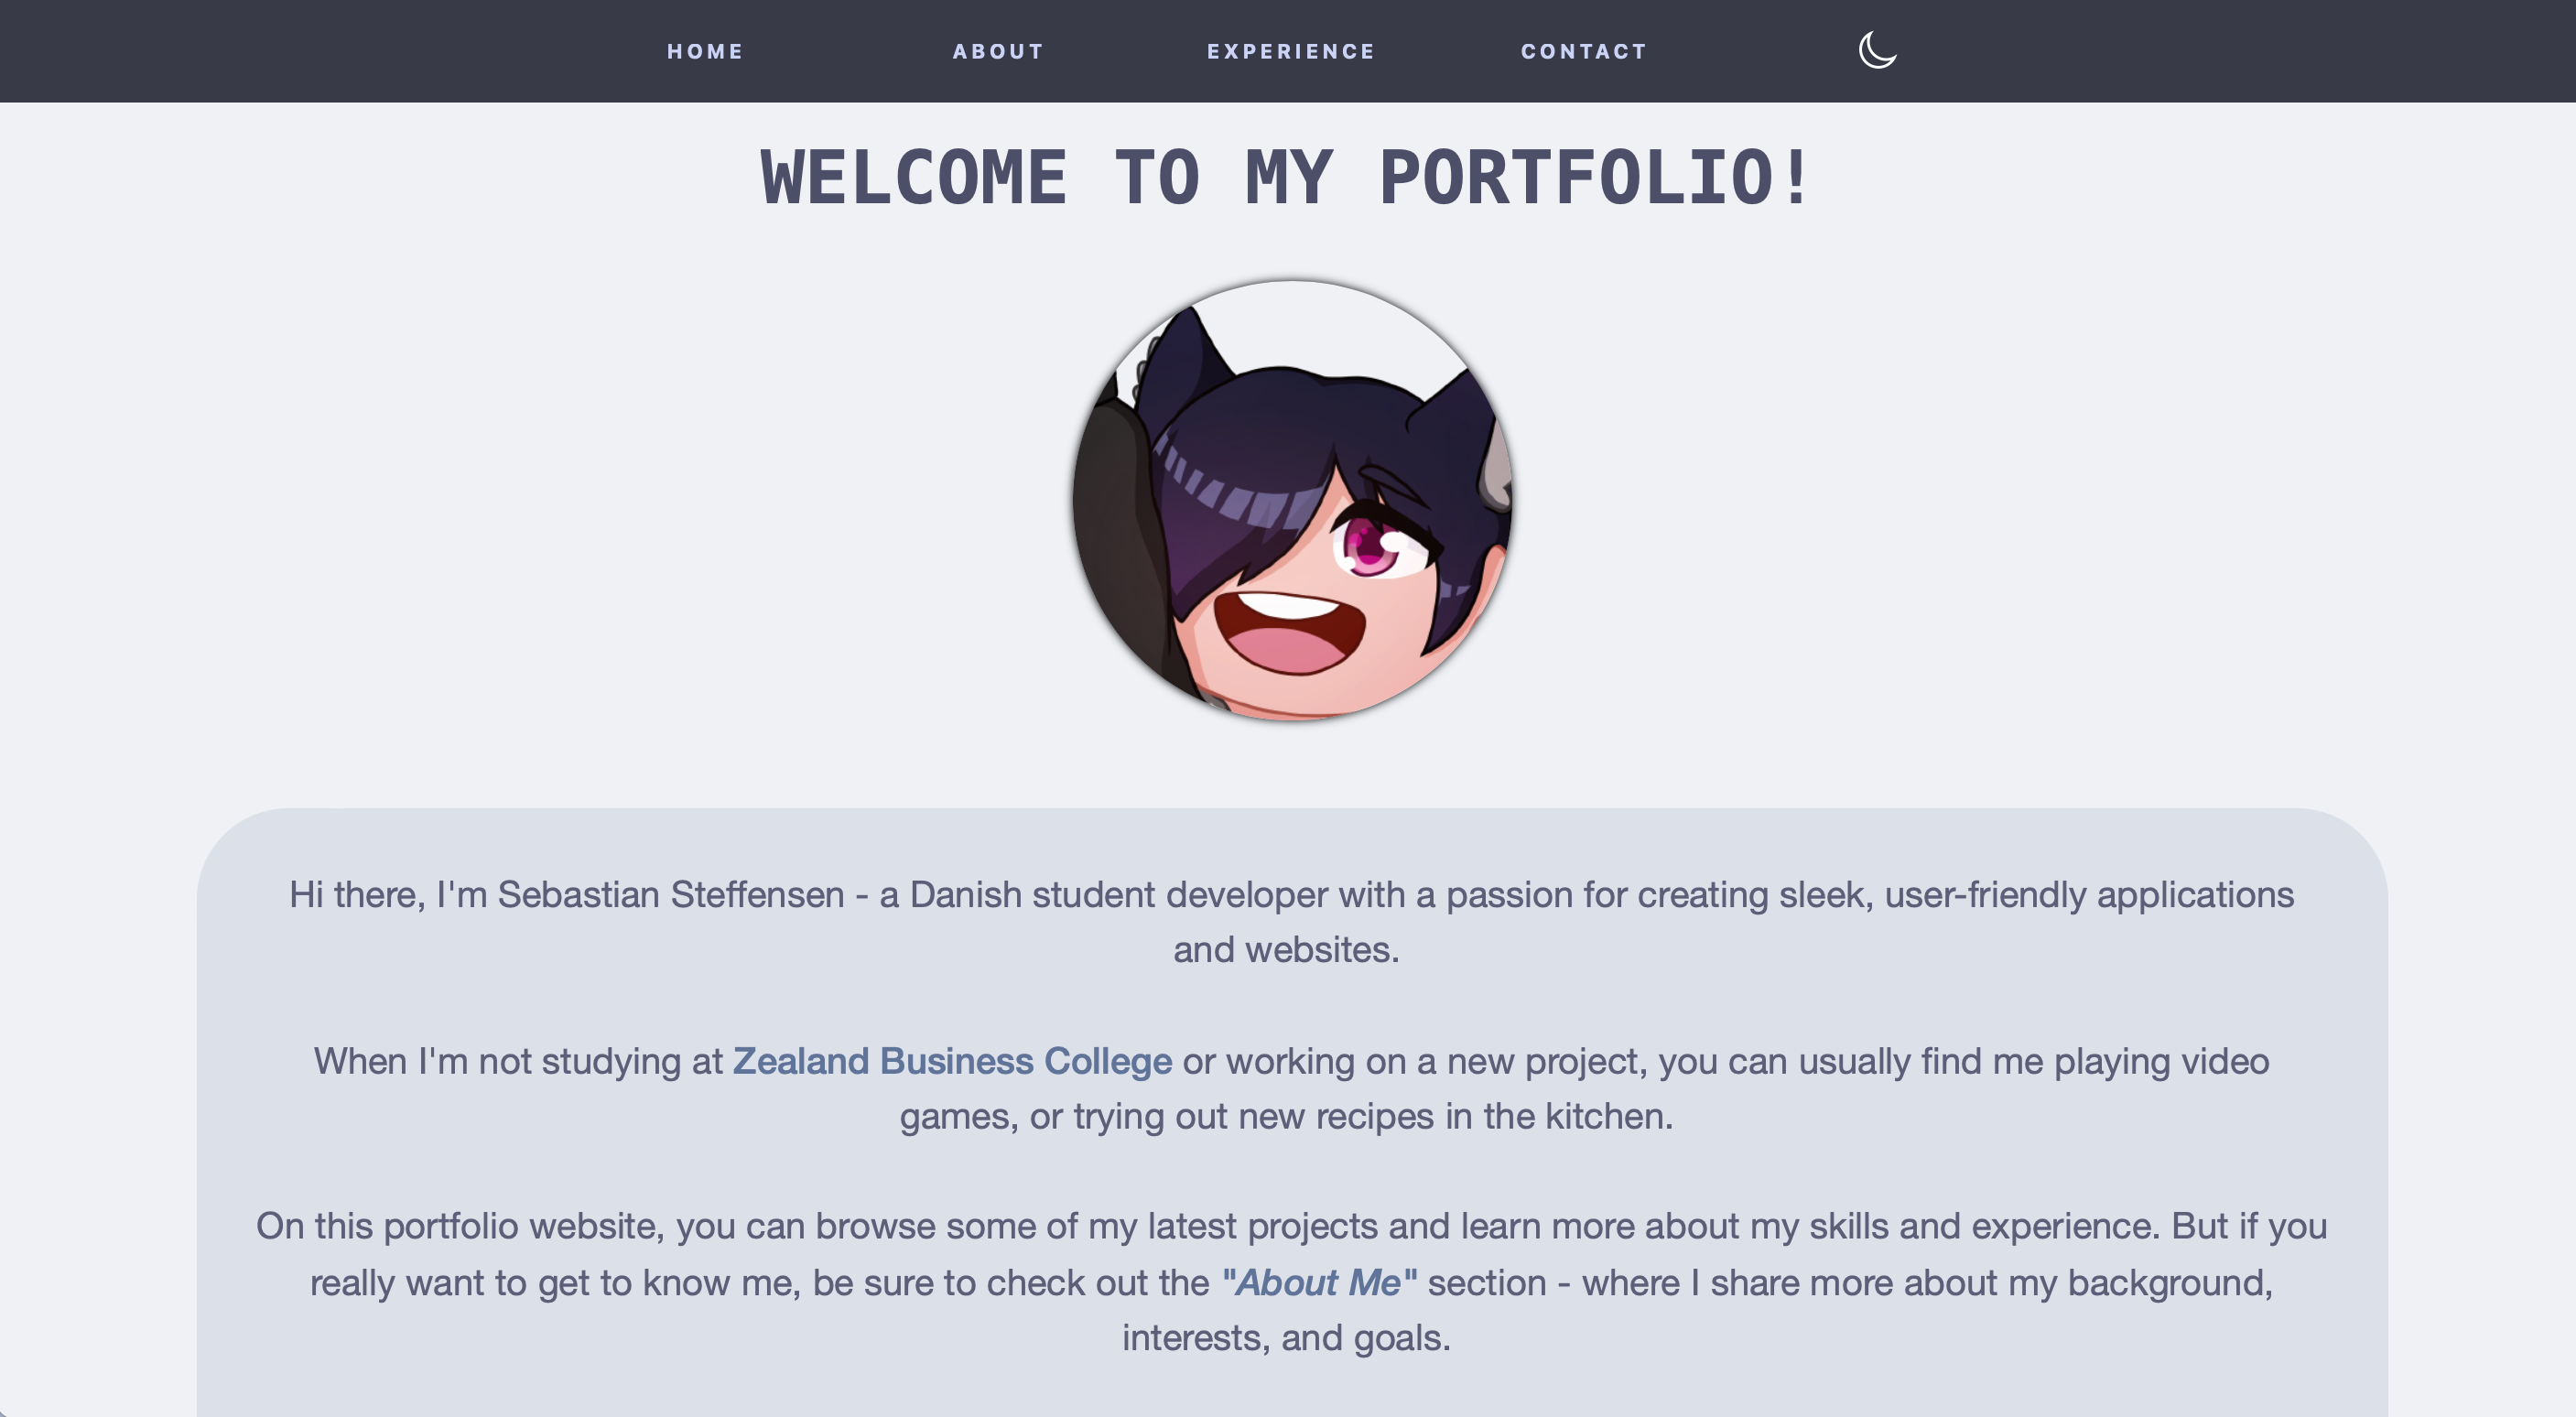 HOME ABOUT EXPERIENCE CONTACT
WELCOME TO MY PORTFOLIO!
Hi there, I'm Sebastian Steffensen - a Danish student developer with a passion for creating sleek, user-friendly applications
and websites.
When I'm not studying at Zealand Business College or working on a new project, you can usually find me playing video
games, or trying out new recipes in the kitchen.
On this portfolio website, you can browse some of my latest projects and learn more about my skills and experience. But if you
really want to get to know me, be sure to check out the "About Me" section - where I share more about my background,
interests, and goals.